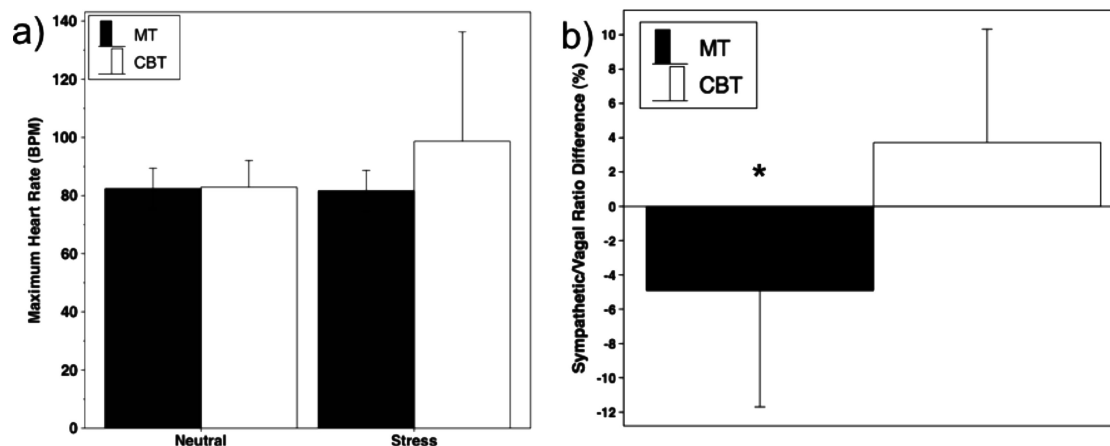 a)
MT
CBT
Maximum Heart Rate (BPM)
140
120
100
80
60
40
20
0
Neutral
Stress
b)
MT
CBT
*
Sympathetic/Vagal Ratio Difference (%)
10
8
6
4
2
0
-2
-4
-6
-8
-10
-12